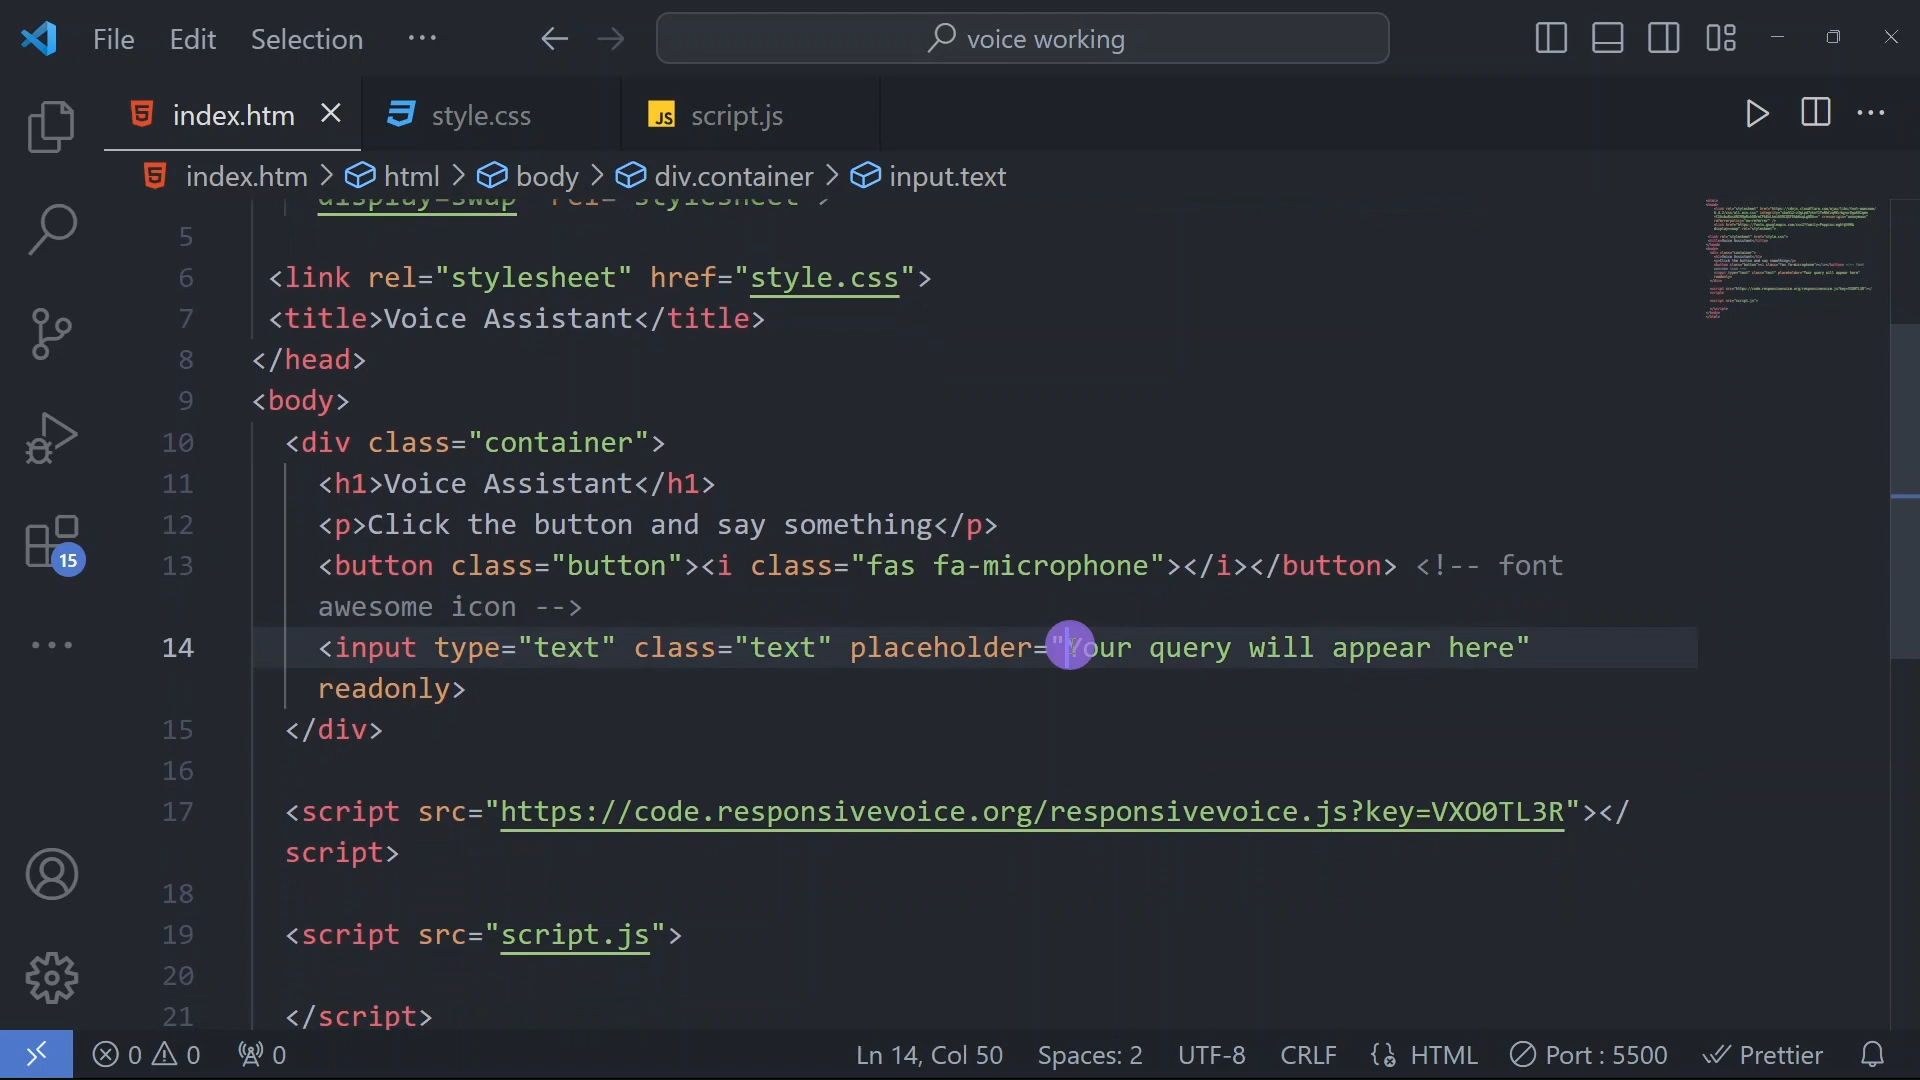 File Edit Selection ··· voice working
index.htm style.css JS script.js
index.htm > html > body > div.container > input.text
display=swap" rel="stylesheet">
5
6 <link rel="stylesheet" href="style.css">
7 <title>Voice Assistant</title>
8 </head>
9 <body>
10 <div class="container">
11 <h1>Voice Assistant</h1>
12 <p>Click the button and say something</p>
13 <button class="button"><i class="fas fa-microphone"></i></button> <!-- font
awesome icon -->
14 <input type="text" class="text" placeholder="Your query will appear here"
readonly>
15 </div>
16
17 <script src="https://code.responsivevoice.org/responsivevoice.js?key=VXO0TL3R"></
script>
18
19 <script src="script.js">
20
21 </script>
15
0 0 0 Ln 14, Col 50 Spaces: 2 UTF-8 CRLF HTML Port : 5500 Prettier